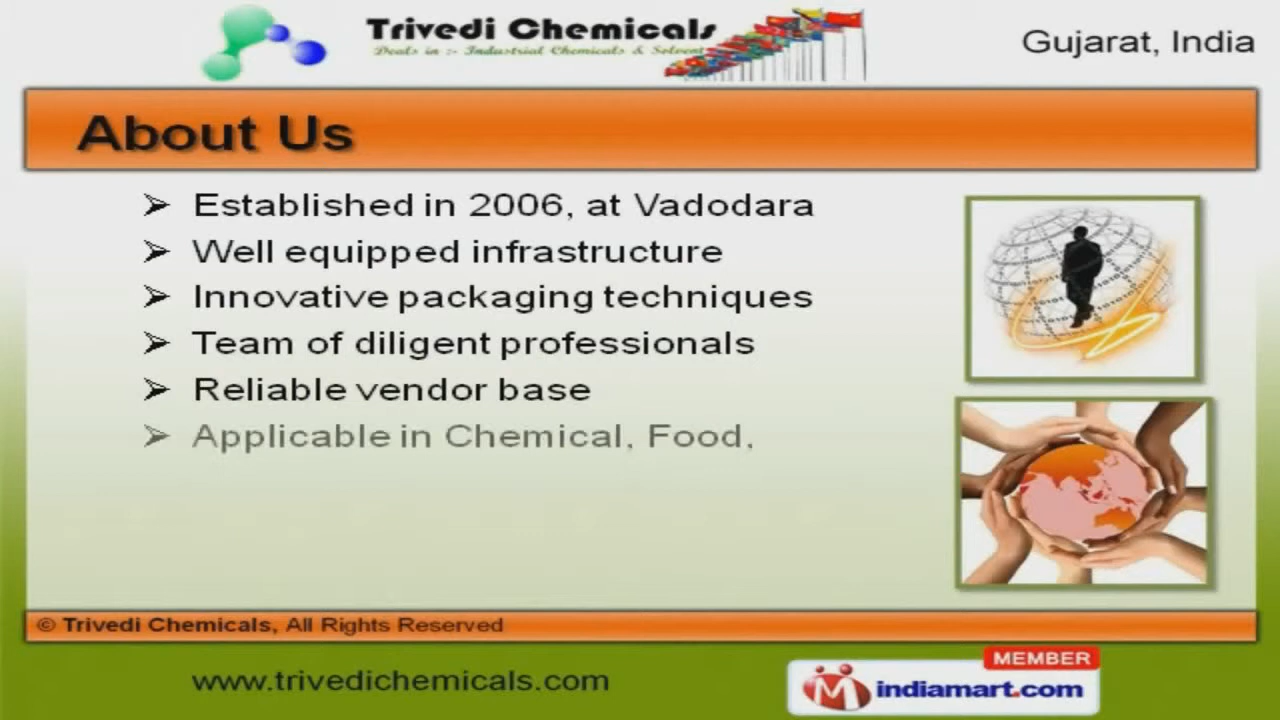 Trivedi Chemicals
Deals in :- Industrial Chemicals & Solvent
Gujarat, India
About Us
➢ Established in 2006, at Vadodara
➢ Well equipped infrastructure
➢ Innovative packaging techniques
➢ Team of diligent professionals
➢ Reliable vendor base
➢ Applicable in Chemical, Food,
© Trivedi Chemicals, All Rights Reserved
www.trivedichemicals.com
MEMBER
indiamart.com